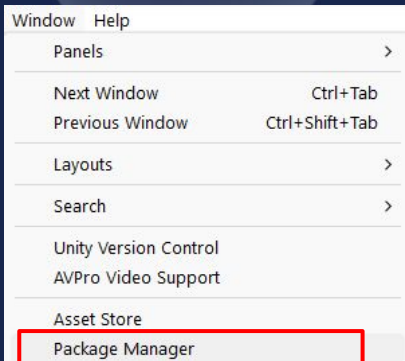 Window Help
Panels >
Next Window Ctrl+Tab
Previous Window Ctrl+Shift+Tab
Layouts >
Search >
Unity Version Control
AVPro Video Support
Asset Store
Package Manager